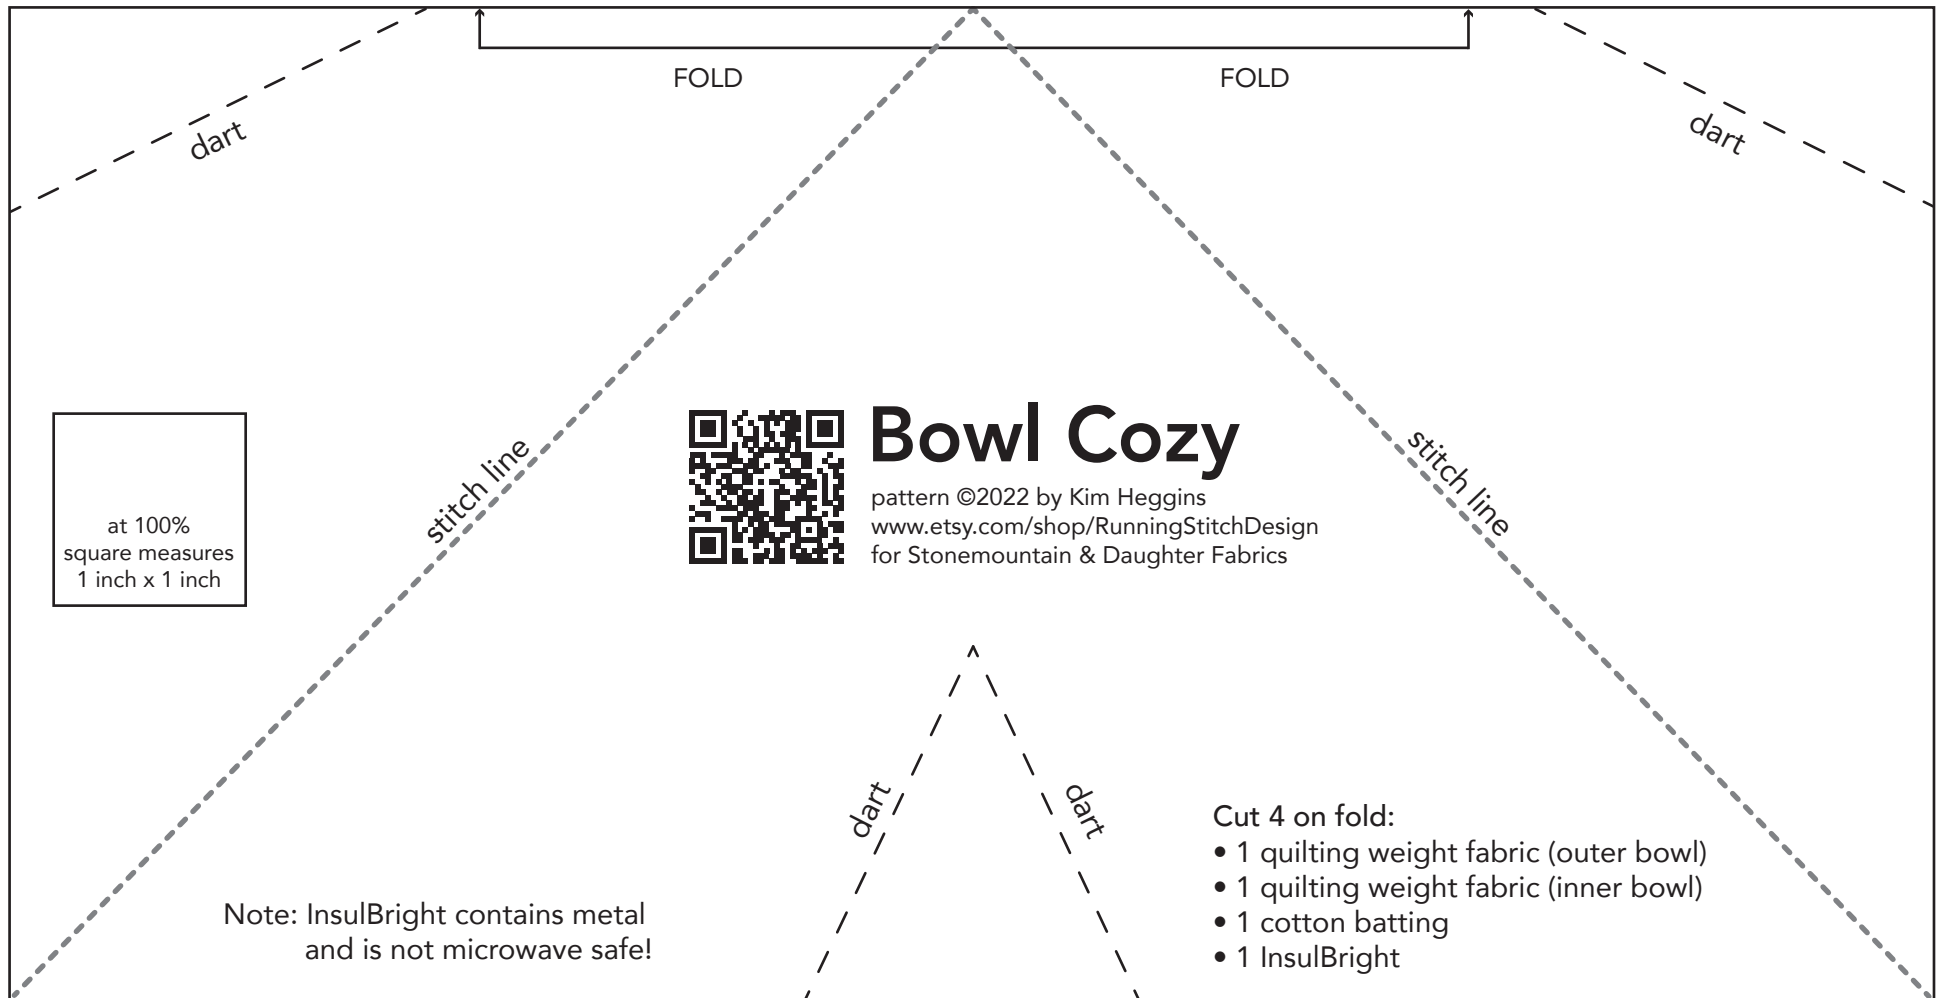 FOLD
FOLD
dart
dart
stitch line
stitch line
at 100%
square measures
1 inch x 1 inch
Bowl Cozy
pattern ©2022 by Kim Heggins
www.etsy.com/shop/RunningStitchDesign
for Stonemountain & Daughter Fabrics
dart
dart
Note: InsulBright contains metal
and is not microwave safe!
Cut 4 on fold:
• 1 quilting weight fabric (outer bowl)
• 1 quilting weight fabric (inner bowl)
• 1 cotton batting
• 1 InsulBright